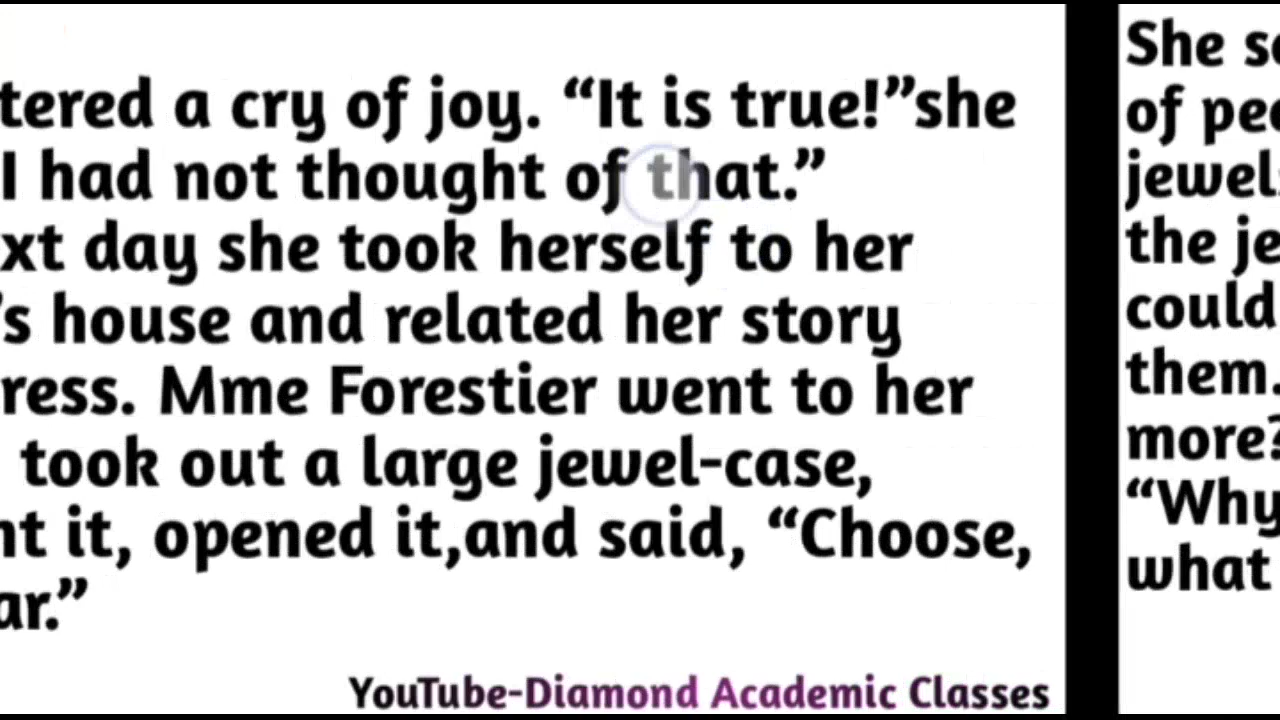 tered a cry of joy. “It is true!”she
I had not thought of that.”
xt day she took herself to her
’s house and related her story
ress. Mme Forestier went to her
took out a large jewel-case,
nt it, opened it,and said, “Choose,
ar.”
YouTube-Diamond Academic Classes
She se
of peo
jewel
the je
could
them.
more?
“Why
what